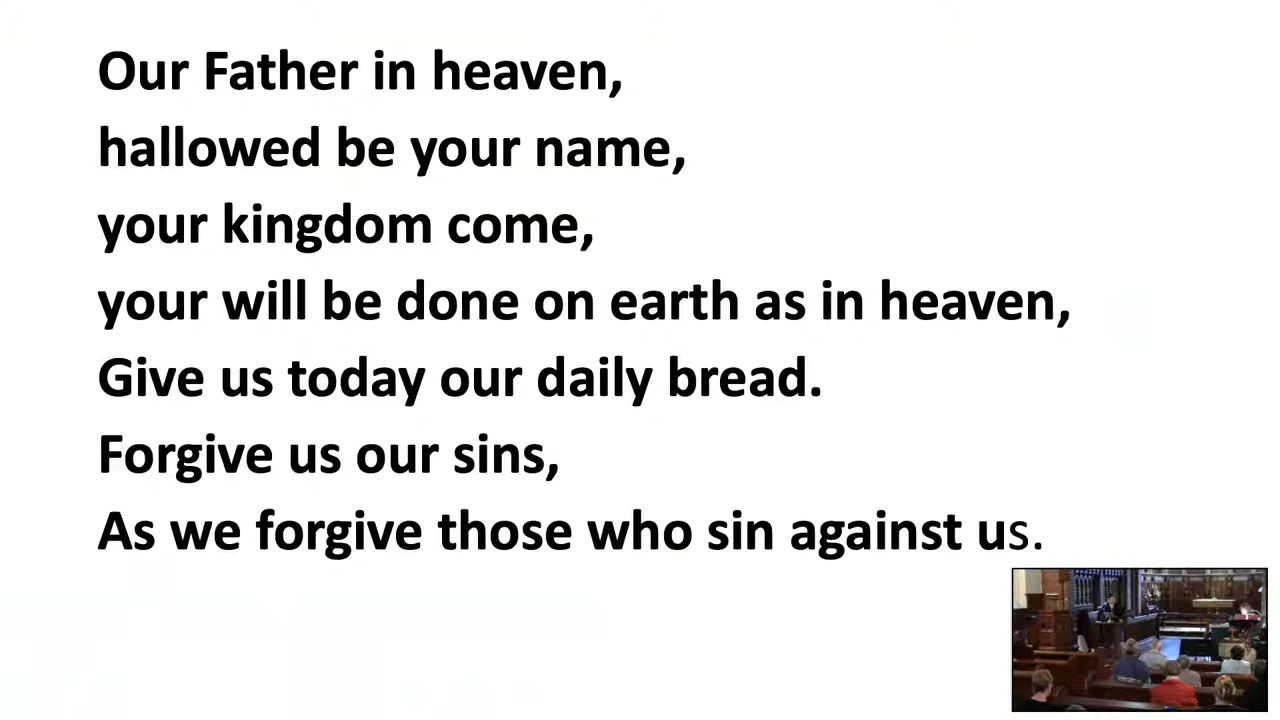 Our Father in heaven,
hallowed be your name,
your kingdom come,
your will be done on earth as in heaven,
Give us today our daily bread.
Forgive us our sins,
As we forgive those who sin against us.